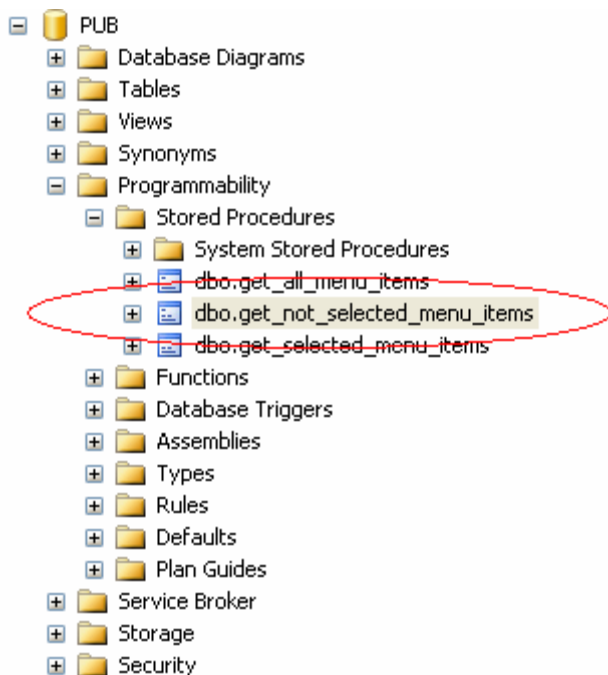 PUB
Database Diagrams
Tables
Views
Synonyms
Programmability
Stored Procedures
System Stored Procedures
dbo.get_all_menu_items
dbo.get_not_selected_menu_items
dbo.get_selected_menu_items
Functions
Database Triggers
Assemblies
Types
Rules
Defaults
Plan Guides
Service Broker
Storage
Security